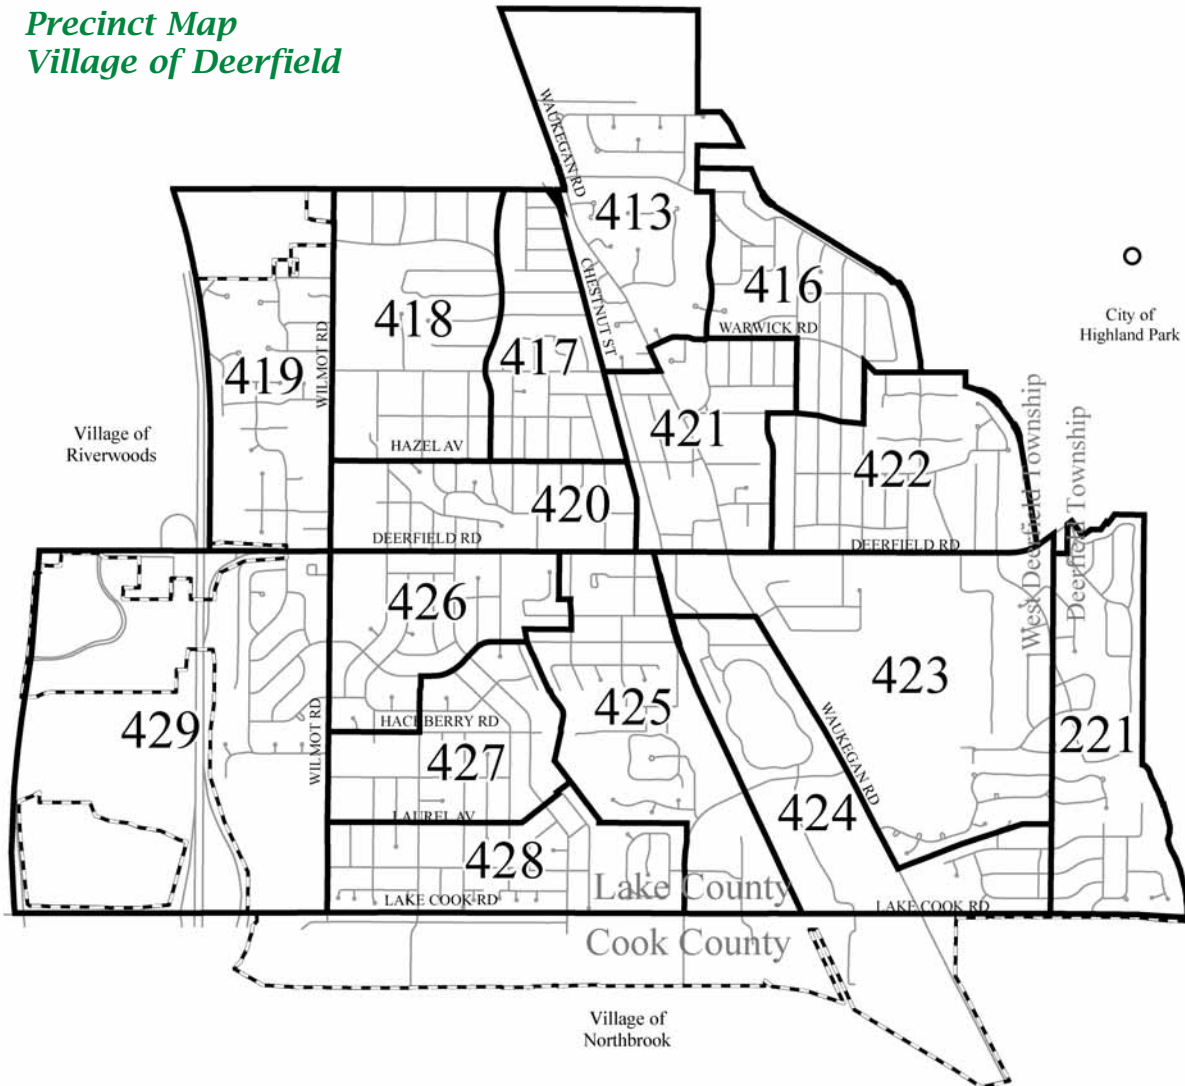 Precinct Map
Village of Deerfield
WAUKEGAN RD
413
416
City of
Highland Park
CHESTNUT ST
418
WARWICK RD
417
419
WILMOT RD
421
Village of
Riverwoods
HAZEL AV
422
West Deerfield Township
Deerfield Township
420
DEERFIELD RD
DEERFIELD RD
426
423
425
HACKBERRY RD
WILMOT RD
429
WAUKEGAN RD
221
427
424
LAUREL AV
428
Lake County
LAKE COOK RD
LAKE COOK RD
Cook County
Village of
Northbrook